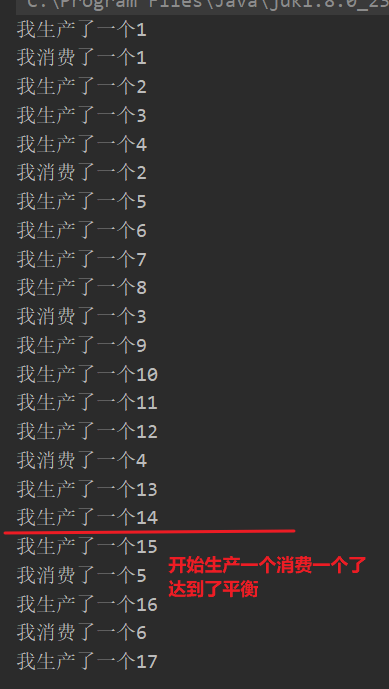 C:\Program Files\Java\jdk1.8.0_23
我生产了一个1
我消费了一个1
我生产了一个2
我生产了一个3
我生产了一个4
我消费了一个2
我生产了一个5
我生产了一个6
我生产了一个7
我生产了一个8
我消费了一个3
我生产了一个9
我生产了一个10
我生产了一个11
我生产了一个12
我消费了一个4
我生产了一个13
我生产了一个14
我生产了一个15
我消费了一个5
开始生产一个消费一个了
达到了平衡
我生产了一个16
我消费了一个6
我生产了一个17